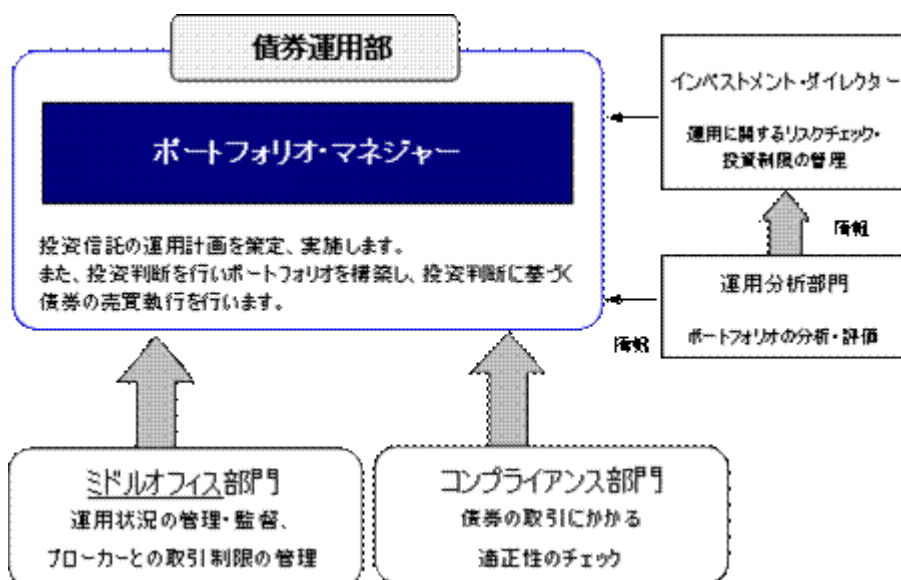 債券運用部
ポートフォリオ・マネジャー
投資信託の運用計画を策定、実施します。
また、投資判断を行いポートフォリオを構築し、投資判断に基づく
債券の売買執行を行います。
インベストメント・ダイレクター
運用に関するリスクチェック・
投資制限の管理
情報
運用分析部門
ポートフォリオの分析・評価
情報
ミドルオフィス部門
運用状況の管理・監督、
ブローカーとの取引制限の管理
コンプライアンス部門
債券の取引にかかる
適正性のチェック